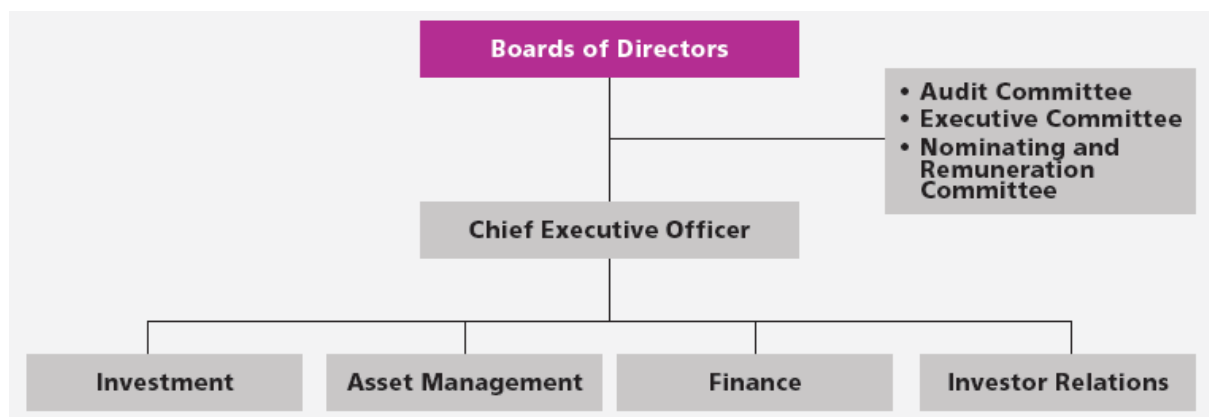 Boards of Directors
• Audit Committee
• Executive Committee
• Nominating and
Remuneration
Committee
Chief Executive Officer
Investment
Asset Management
Finance
Investor Relations